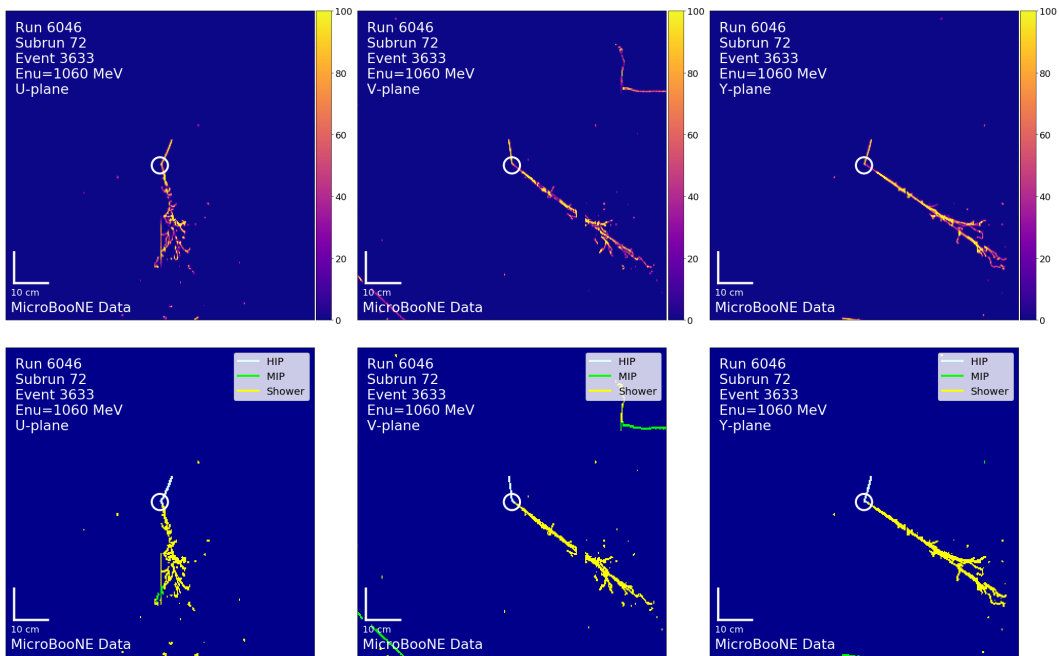 Run 6046
Subrun 72
Event 3633
Enu=1060 MeV
U-plane
10 cm
MicroBooNE Data
100
80
60
40
20
0
Run 6046
Subrun 72
Event 3633
Enu=1060 MeV
V-plane
10 cm
MicroBooNE Data
100
80
60
40
20
0
Run 6046
Subrun 72
Event 3633
Enu=1060 MeV
Y-plane
10 cm
MicroBooNE Data
100
80
60
40
20
0
Run 6046
Subrun 72
Event 3633
Enu=1060 MeV
U-plane
HIP
MIP
Shower
10 cm
MicroBooNE Data
Run 6046
Subrun 72
Event 3633
Enu=1060 MeV
V-plane
HIP
MIP
Shower
10 cm
MicroBooNE Data
Run 6046
Subrun 72
Event 3633
Enu=1060 MeV
Y-plane
HIP
MIP
Shower
10 cm
MicroBooNE Data